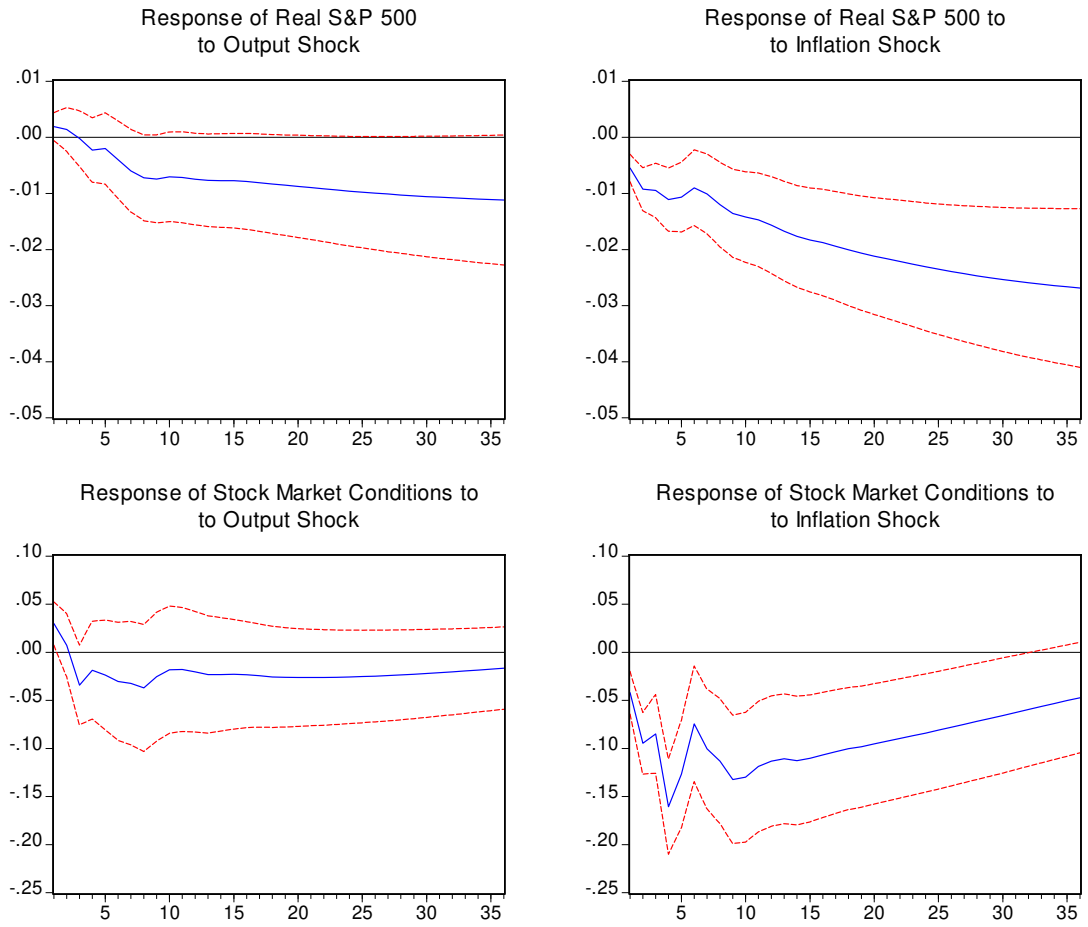 Response of Real S&P 500
to Output Shock
.01
.00
-.01
-.02
-.03
-.04
-.05
5 10 15 20 25 30 35
Response of Real S&P 500 to
to Inflation Shock
.01
.00
-.01
-.02
-.03
-.04
-.05
5 10 15 20 25 30 35
Response of Stock Market Conditions to
to Output Shock
.10
.05
.00
-.05
-.10
-.15
-.20
-.25
5 10 15 20 25 30 35
Response of Stock Market Conditions to
to Inflation Shock
.10
.05
.00
-.05
-.10
-.15
-.20
-.25
5 10 15 20 25 30 35